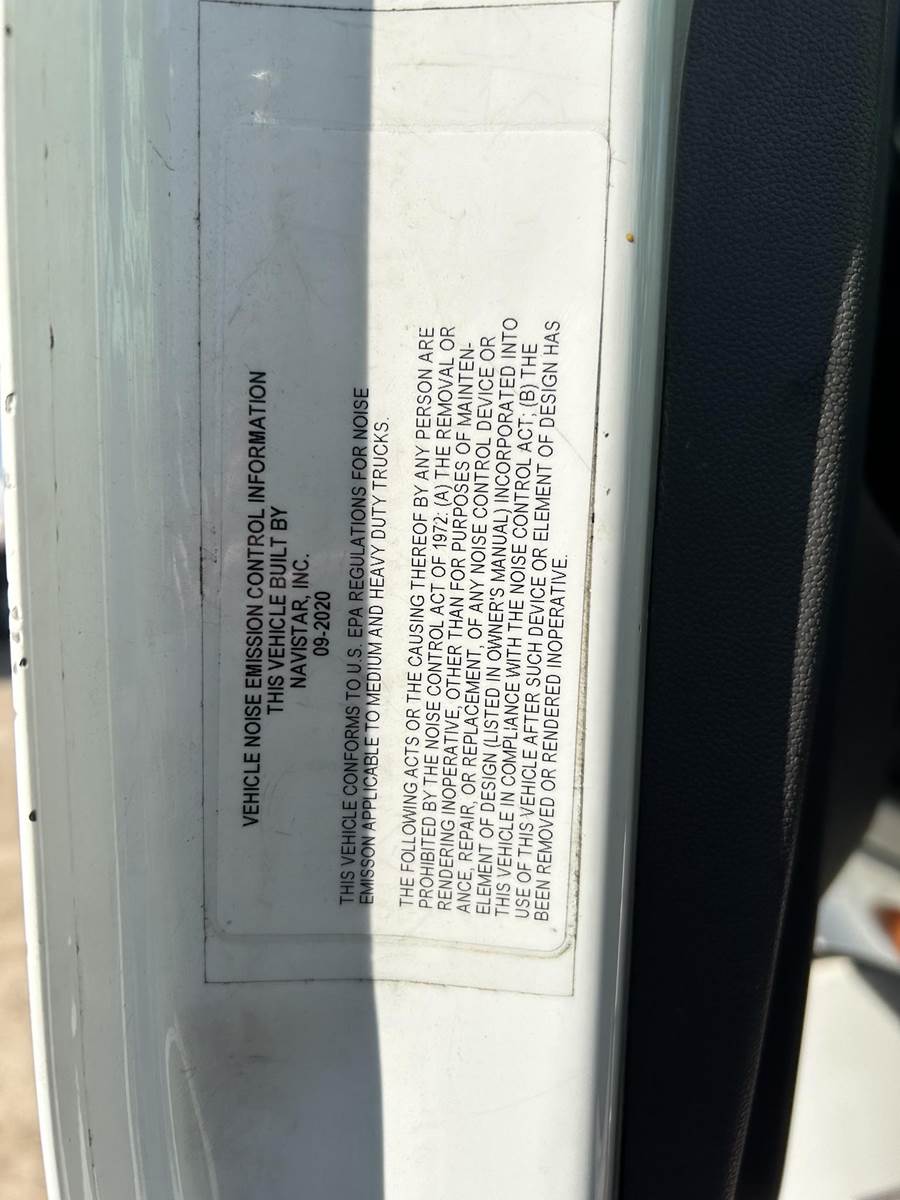 VEHICLE NOISE EMISSION CONTROL INFORMATION
THIS VEHICLE BUILT BY
NAVISTAR, INC.
09-2020
THIS VEHICLE CONFORMS TO U.S. EPA REGULATIONS FOR NOISE
EMISSON APPLICABLE TO MEDIUM AND HEAVY DUTY TRUCKS.
THE FOLLOWING ACTS OR THE CAUSING THEREOF BY ANY PERSON ARE
PROHIBITED BY THE NOISE CONTROL ACT OF 1972: (A) THE REMOVAL OR
RENDERING INOPERATIVE, OTHER THAN FOR PURPOSES OF MAINTEN-
ANCE, REPAIR, OR REPLACEMENT, OF ANY NOISE CONTROL DEVICE OR
ELEMENT OF DESIGN (LISTED IN OWNER'S MANUAL) INCORPORATED INTO
THIS VEHICLE IN COMPLIANCE WITH THE NOISE CONTROL ACT; (B) THE
USE OF THIS VEHICLE AFTER SUCH DEVICE OR ELEMENT OF DESIGN HAS
BEEN REMOVED OR RENDERED INOPERATIVE.